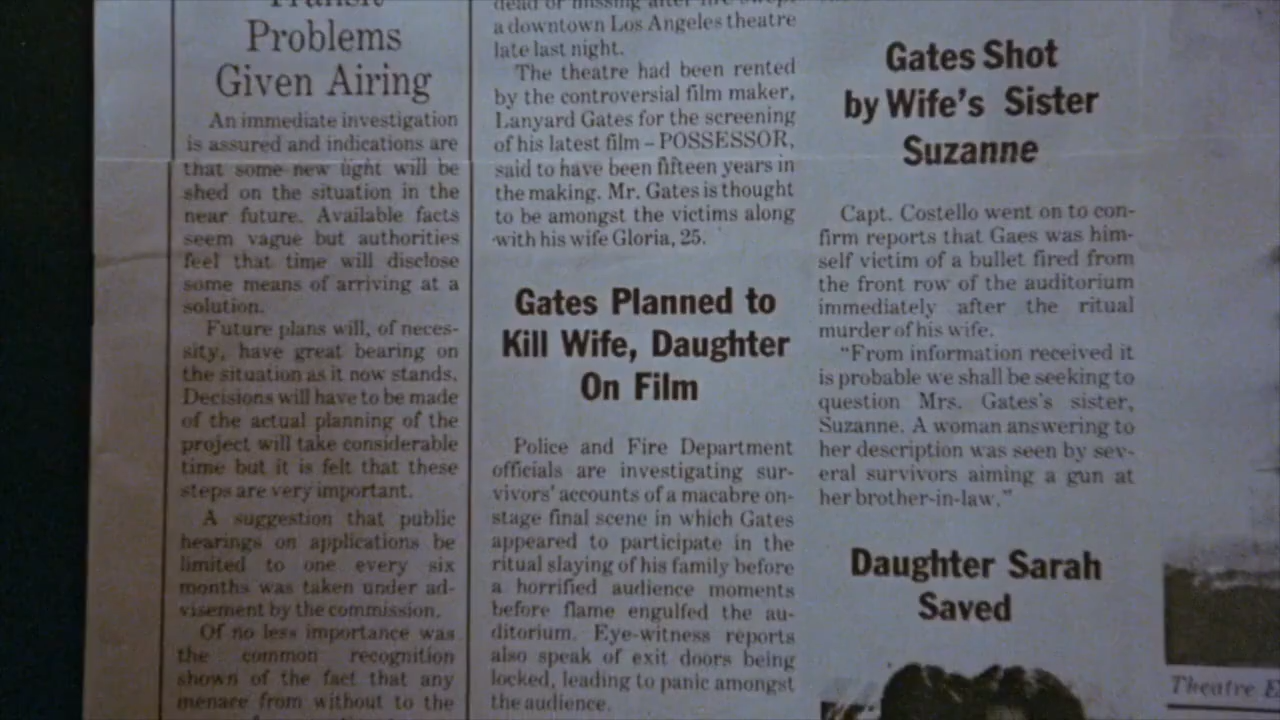 Transit
Problems
Given Airing
An immediate investigation
is assured and indications are
that some new light will be
shed on the situation in the
near future. Available facts
seem vague but authorities
feel that time will disclose
some means of arriving at a
solution.
Future plans will, of neces-
sity, have great bearing on
the situation as it now stands.
Decisions will have to be made
of the actual planning of the
project will take considerable
time but it is felt that these
steps are very important.
A suggestion that public
hearings on applications be
limited to one every six
months was taken under ad-
visement by the commission.
Of no less importance was
the common recognition
shown of the fact that any
menace from without to the
dead or missing after fire swept
a downtown Los Angeles theatre
late last night.
The theatre had been rented
by the controversial film maker,
Lanyard Gates for the screening
of his latest film – POSSESSOR,
said to have been fifteen years in
the making. Mr. Gates is thought
to be amongst the victims along
with his wife Gloria, 25.
Gates Planned to
Kill Wife, Daughter
On Film
Police and Fire Department
officials are investigating sur-
vivors' accounts of a macabre on-
stage final scene in which Gates
appeared to participate in the
ritual slaying of his family before
a horrified audience moments
before flame engulfed the au-
ditorium. Eye-witness reports
also speak of exit doors being
locked, leading to panic amongst
the audience.
Gates Shot
by Wife's Sister
Suzanne
Capt. Costello went on to con-
firm reports that Gaes was him-
self victim of a bullet fired from
the front row of the auditorium
immediately after the ritual
murder of his wife.
"From information received it
is probable we shall be seeking to
question Mrs. Gates's sister,
Suzanne. A woman answering to
her description was seen by sev-
eral survivors aiming a gun at
her brother-in-law."
Daughter Sarah
Saved
Theatre